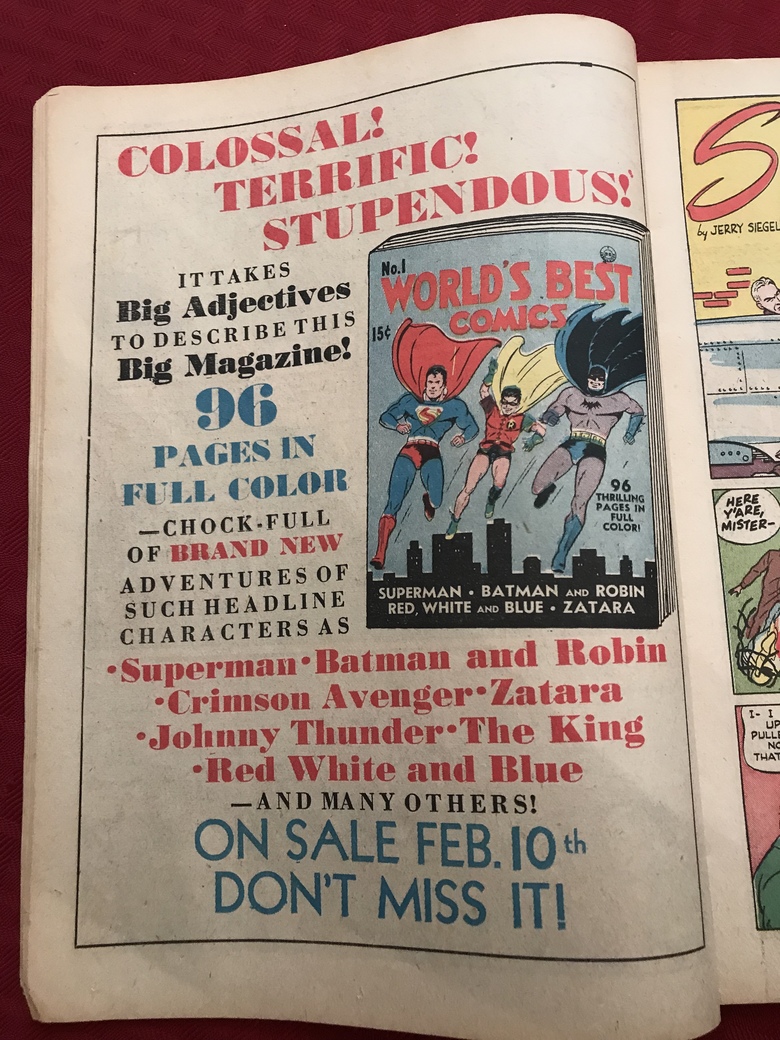 COLOSSAL!
TERRIFIC!
STUPENDOUS!
IT TAKES
Big Adjectives
TO DESCRIBE THIS
Big Magazine!
96
PAGES IN
FULL COLOR
—CHOCK-FULL
OF BRAND NEW
ADVENTURES OF
SUCH HEADLINE
CHARACTERS AS
No.1
WORLD'S BEST
COMICS
15¢
96
THRILLING
PAGES IN
FULL
COLOR!
SUPERMAN • BATMAN AND ROBIN
RED, WHITE AND BLUE • ZATARA
•Superman•Batman and Robin
•Crimson Avenger•Zatara
•Johnny Thunder•The King
•Red White and Blue
—AND MANY OTHERS!
ON SALE FEB. 10th
DON'T MISS IT!
S
by JERRY SIEGEL
HERE
Y'ARE,
MISTER-
I- I
UP
PULLE
NO
THAT